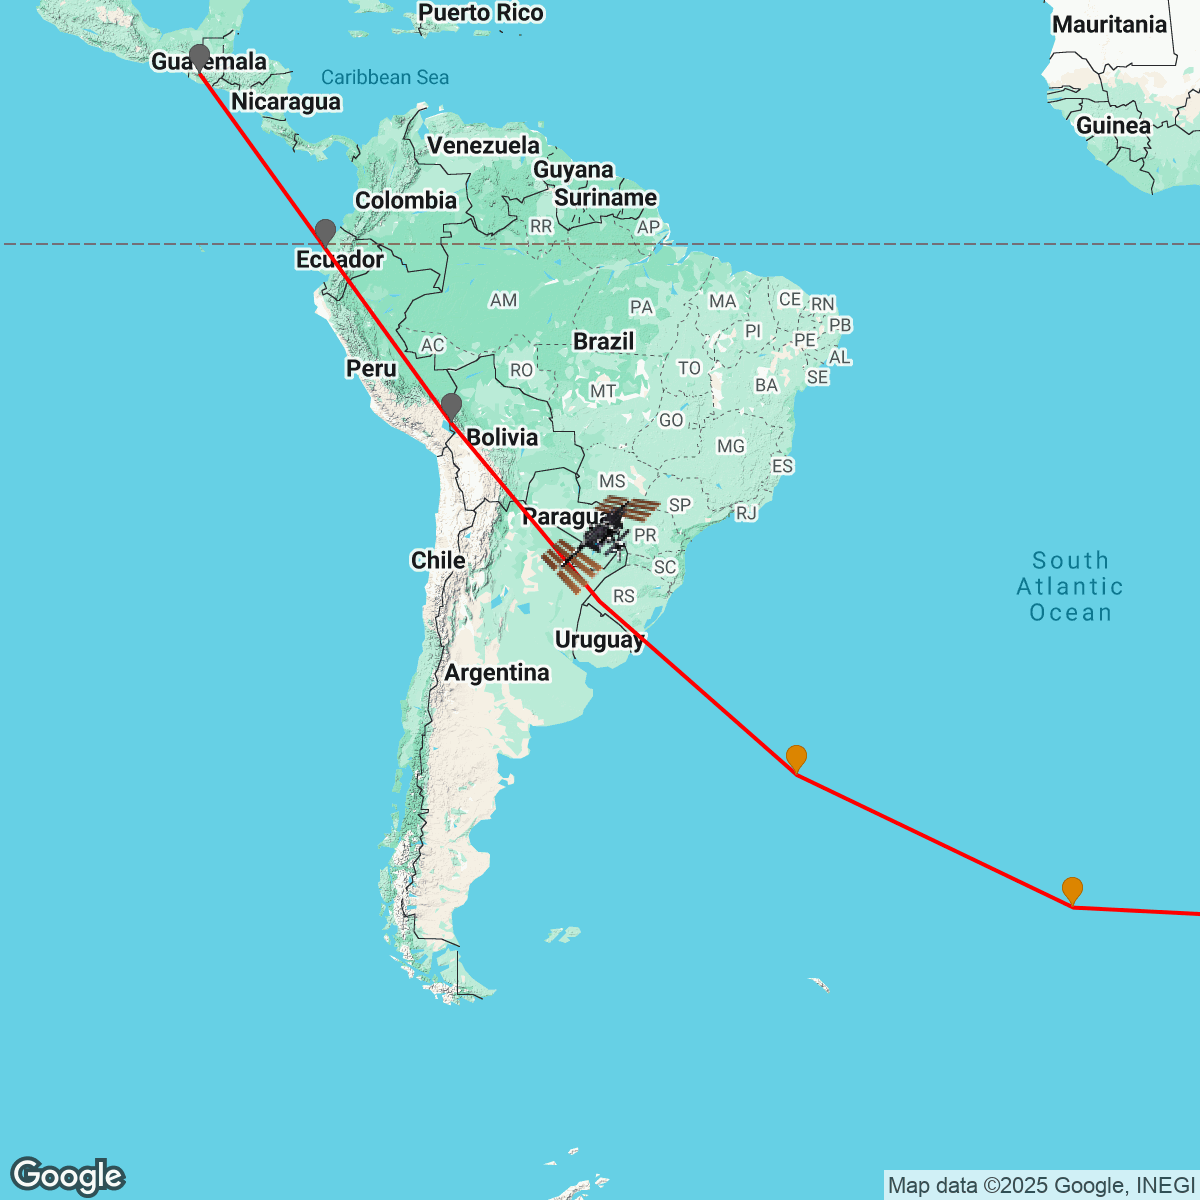 Puerto Rico
Mauritania
Guatemala
Caribbean Sea
Nicaragua
Guinea
Venezuela
Guyana
Colombia
Suriname
RR
AP
Ecuador
AM
PA
MA
CE
RN
PI
PB
Brazil
PE
AC
AL
Peru
RO
TO
SE
MT
BA
GO
Bolivia
MG
ES
MS
SP
RJ
Paragua
PR
Chile
SC
South
Atlantic
Ocean
RS
Uruguay
Argentina
Google
Map data ©2025 Google, INEGI